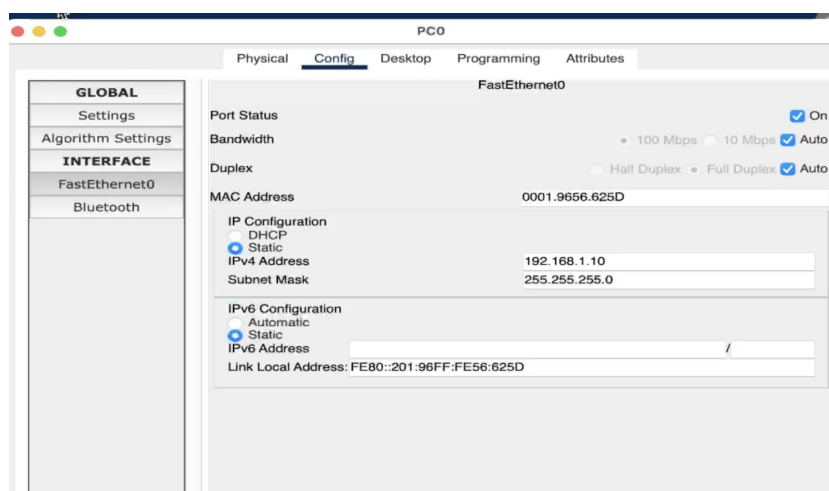 PC0
Physical Config Desktop Programming Attributes
GLOBAL
Settings
Algorithm Settings
INTERFACE
FastEthernet0
Bluetooth
FastEthernet0
Port Status On
Bandwidth 100 Mbps 10 Mbps Auto
Duplex Half Duplex Full Duplex Auto
MAC Address 0001.9656.625D
IP Configuration
DHCP
Static
IPv4 Address 192.168.1.10
Subnet Mask 255.255.255.0
IPv6 Configuration
Automatic
Static
IPv6 Address /
Link Local Address: FE80::201:96FF:FE56:625D